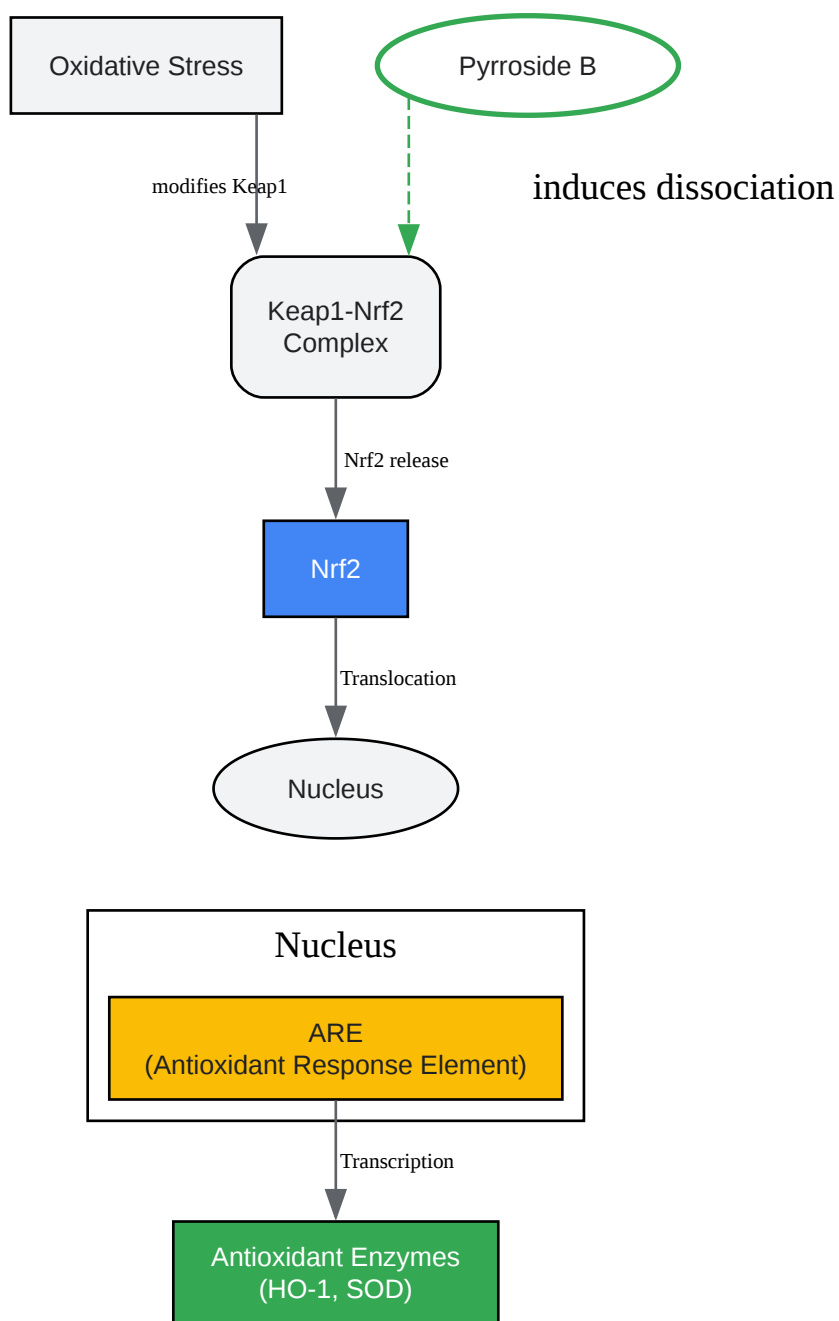 Oxidative Stress
Pyrroside B
modifies Keap1
induces dissociation
Keap1-Nrf2
Complex
Nrf2 release
Nrf2
Translocation
Nucleus
Nucleus
ARE
(Antioxidant Response Element)
Transcription
Antioxidant Enzymes
(HO-1, SOD)